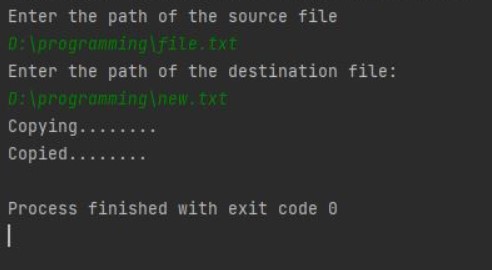 Enter the path of the source file
D:\programming\file.txt
Enter the path of the destination file:
D:\programming\new.txt
Copying........
Copied........
Process finished with exit code 0